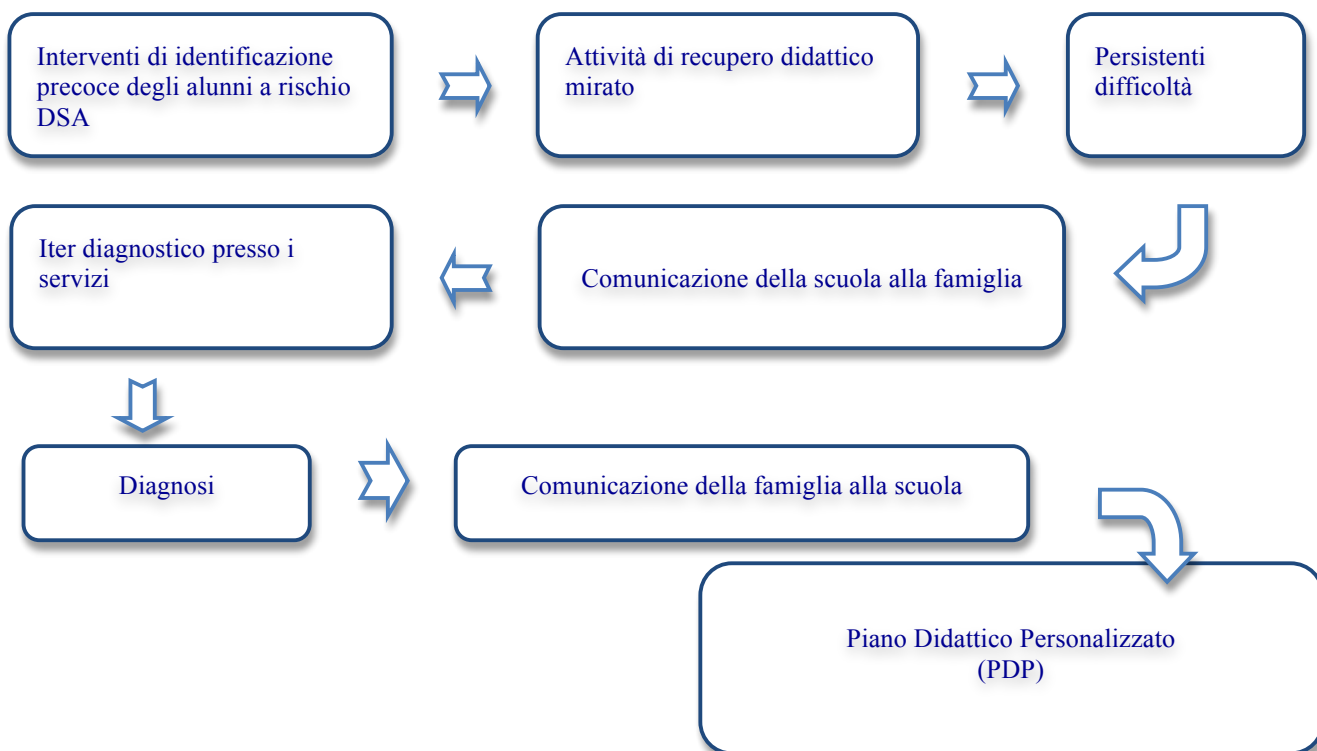 Interventi di identificazione
precoce degli alunni a rischio
DSA
Attività di recupero didattico
mirato
Persistenti
difficoltà
Comunicazione della scuola alla famiglia
Iter diagnostico presso i
servizi
Diagnosi
Comunicazione della famiglia alla scuola
Piano Didattico Personalizzato
(PDP)